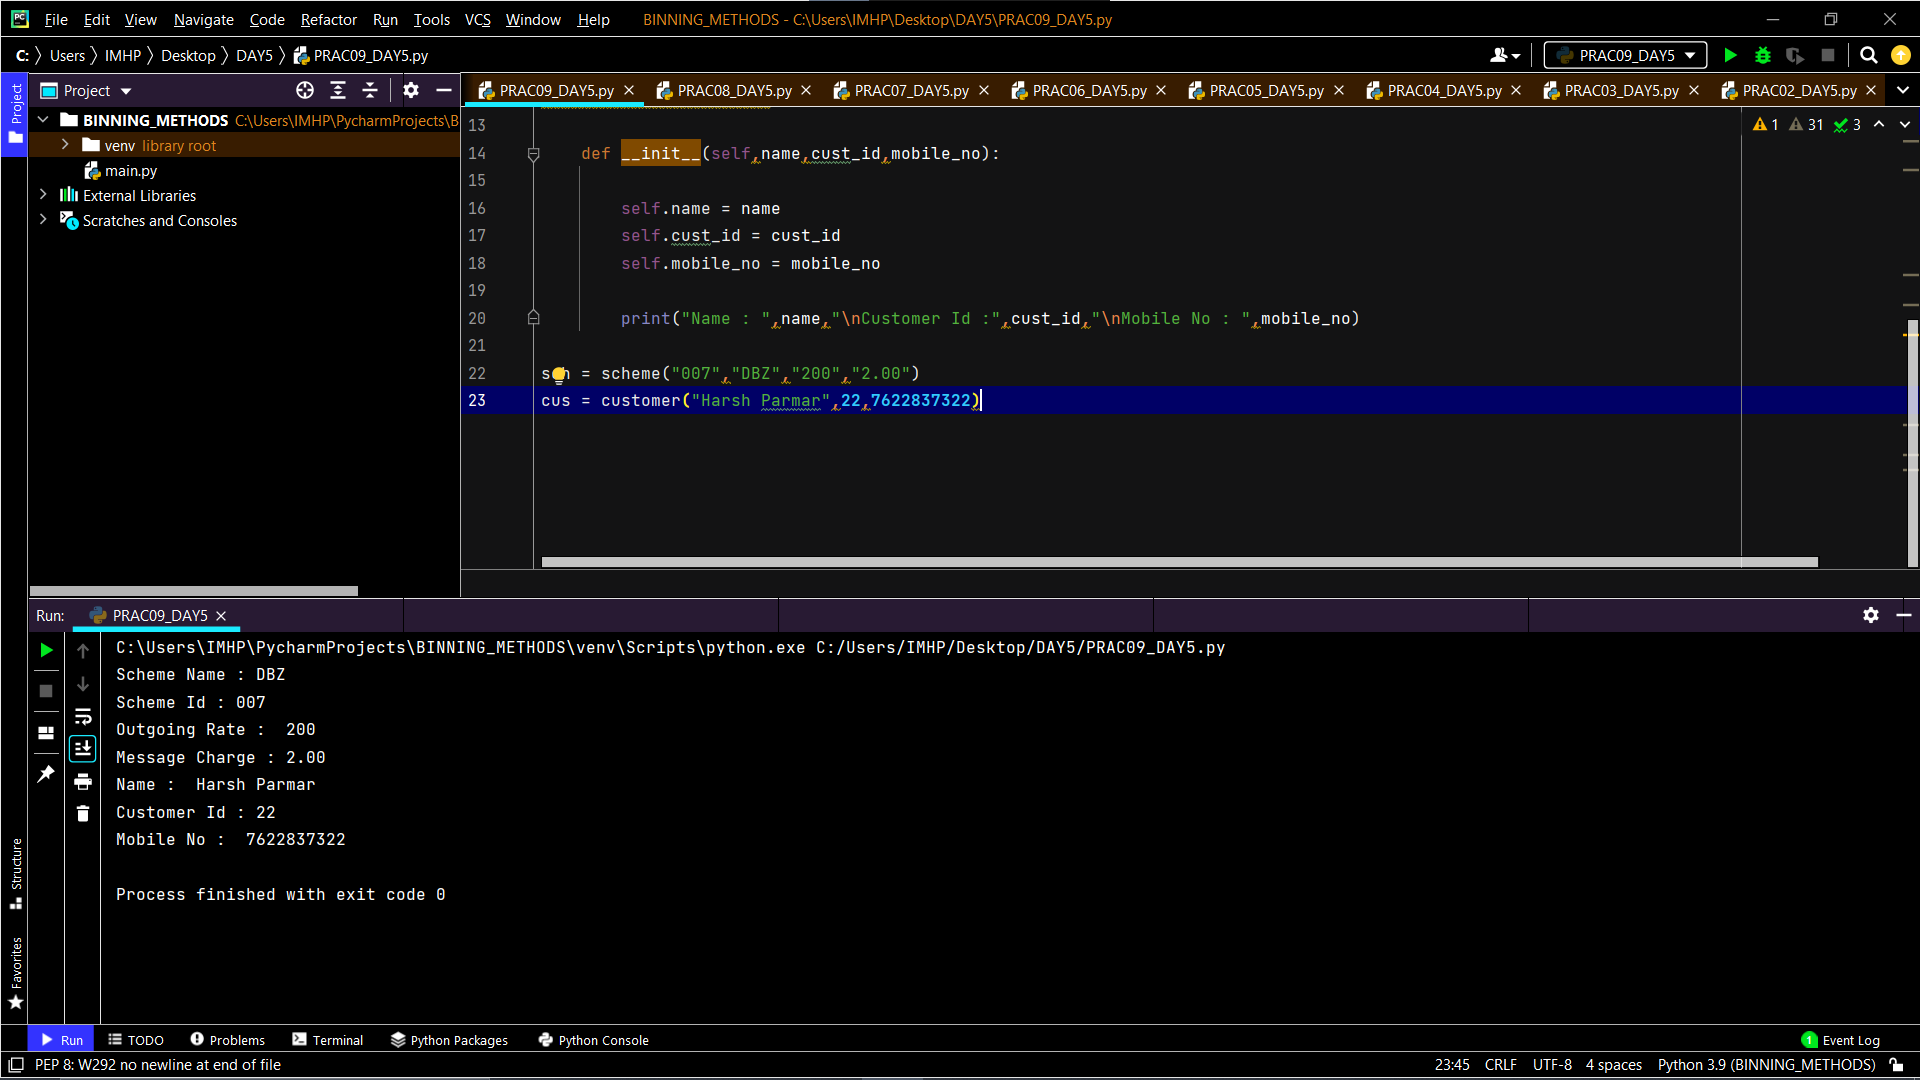 File Edit View Navigate Code Refactor Run Tools VCS Window Help BINNING_METHODS - C:\Users\IMHP\Desktop\DAY5\PRAC09_DAY5.py
C: Users IMHP Desktop DAY5 PRAC09_DAY5.py PRAC09_DAY5
Project
Project
PRAC09_DAY5.py PRAC08_DAY5.py PRAC07_DAY5.py PRAC06_DAY5.py PRAC05_DAY5.py PRAC04_DAY5.py PRAC03_DAY5.py PRAC02_DAY5.py
BINNING_METHODS C:\Users\IMHP\PycharmProjects\B
venv library root
main.py
External Libraries
Scratches and Consoles
1 31 3
13
14 def __init__(self,name,cust_id,mobile_no):
15
16 self.name = name
17 self.cust_id = cust_id
18 self.mobile_no = mobile_no
19
20 print("Name : ",name,"\nCustomer Id :",cust_id,"\nMobile No : ",mobile_no)
21
22 = scheme("007","DBZ","200","2.00")
23 cus = customer("Harsh Parmar",22,7622837322)
Run: PRAC09_DAY5
C:\Users\IMHP\PycharmProjects\BINNING_METHODS\venv\Scripts\python.exe C:/Users/IMHP/Desktop/DAY5/PRAC09_DAY5.py
Scheme Name : DBZ
Scheme Id : 007
Outgoing Rate :  200
Message Charge : 2.00
Name :  Harsh Parmar
Customer Id : 22
Mobile No :  7622837322
Process finished with exit code 0
Structure
Favorites
Run TODO Problems Terminal Python Packages Python Console 1 Event Log
PEP 8: W292 no newline at end of file 23:45 CRLF UTF-8 4 spaces Python 3.9 (BINNING_METHODS)